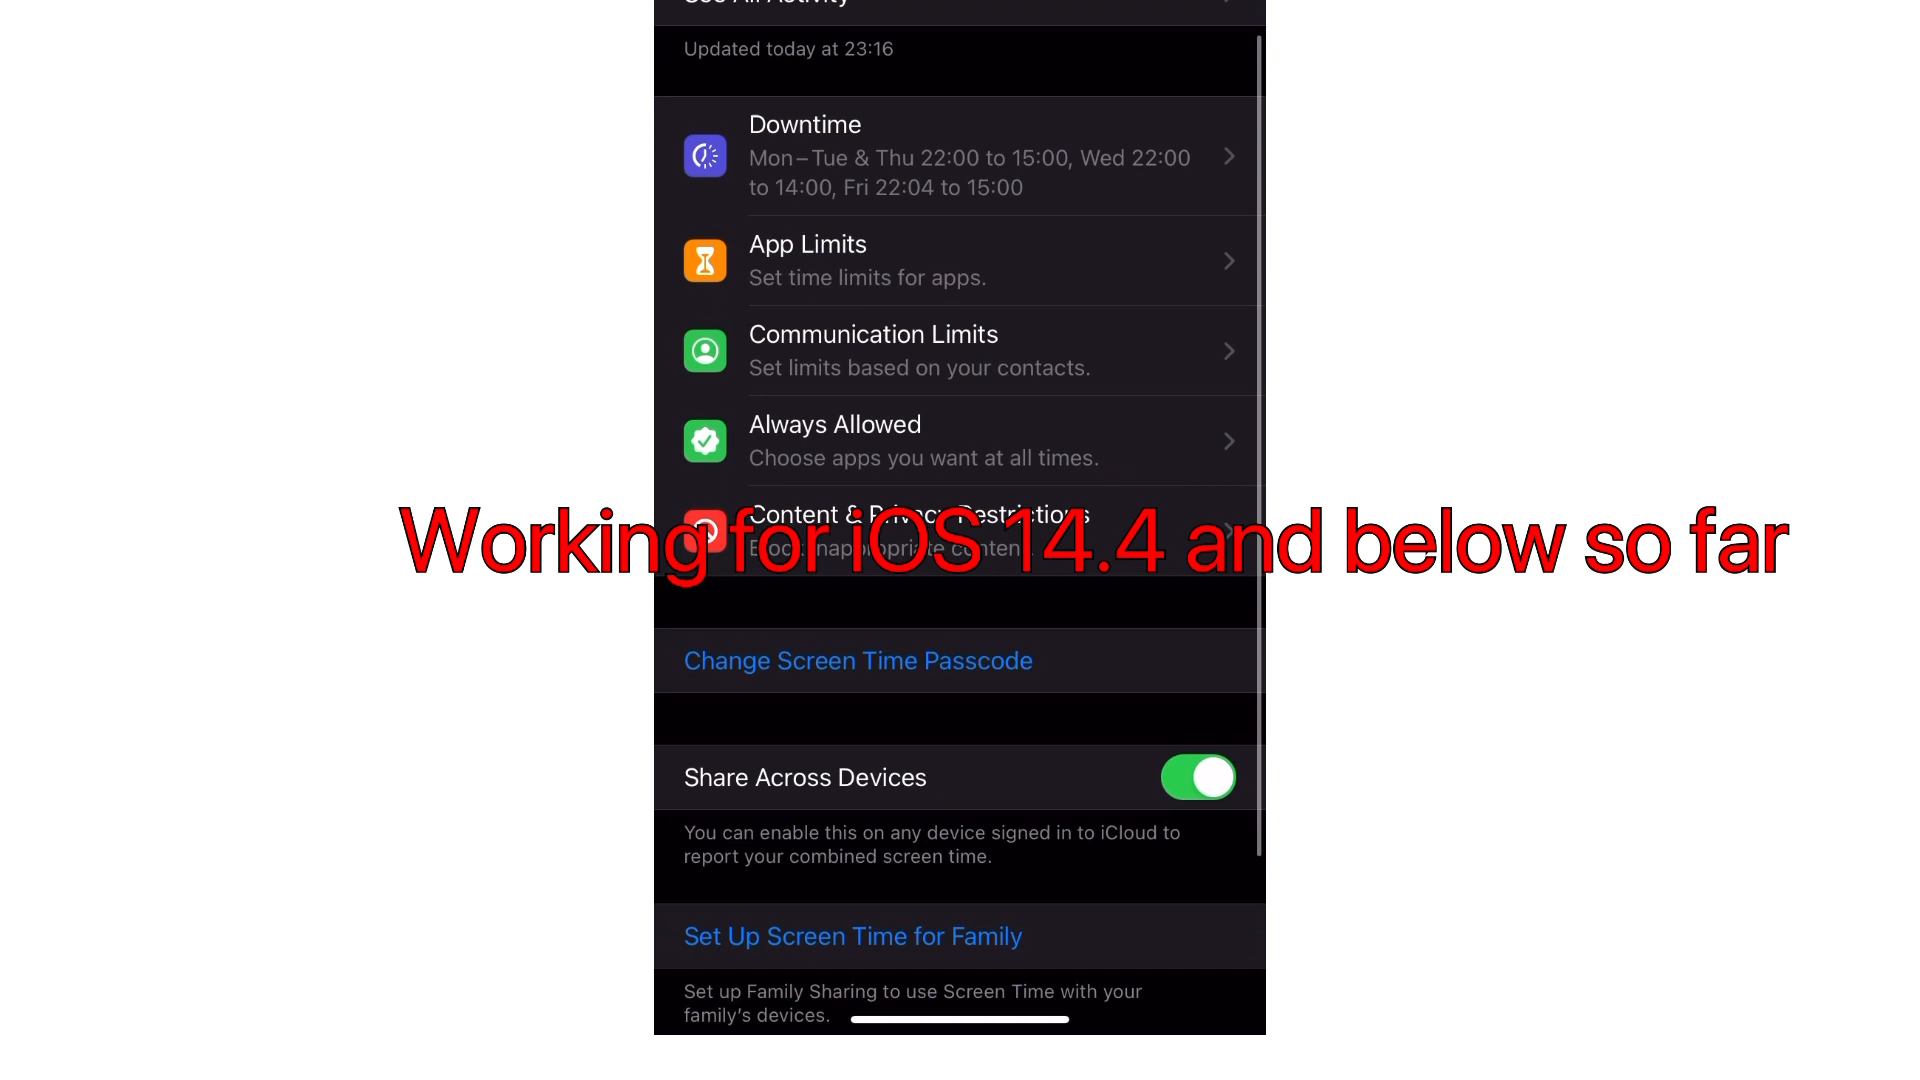 See All Activity
Updated today at 23:16
Downtime
Mon – Tue & Thu 22:00 to 15:00, Wed 22:00
to 14:00, Fri 22:04 to 15:00
App Limits
Set time limits for apps.
Communication Limits
Set limits based on your contacts.
Always Allowed
Choose apps you want at all times.
Content & Privacy Restrictions
Block inappropriate content.
Working for iOS 14.4 and below so far
Change Screen Time Passcode
Share Across Devices
You can enable this on any device signed in to iCloud to
report your combined screen time.
Set Up Screen Time for Family
Set up Family Sharing to use Screen Time with your
family’s devices.